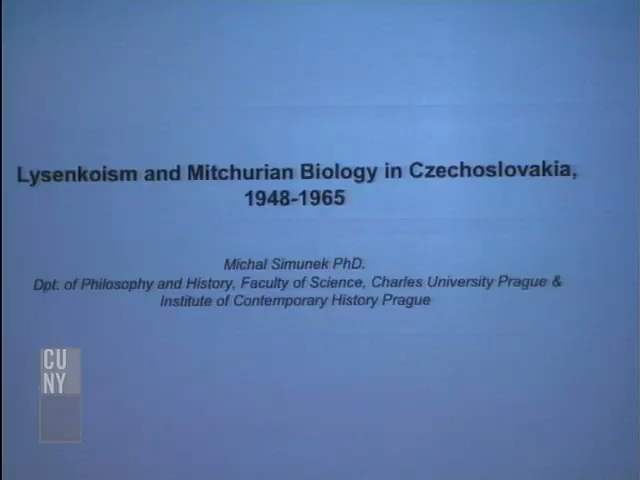 Lysenkoism and Mitchurian Biology in Czechoslovakia,
1948-1965
Michal Simunek PhD.
Dpt. of Philosophy and History, Faculty of Science, Charles University Prague &
Institute of Contemporary History Prague
CU
NY